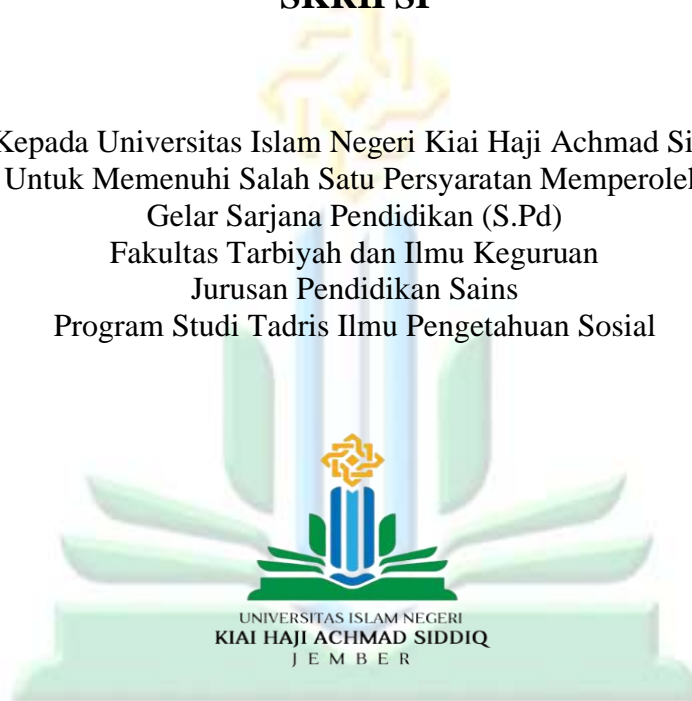 SKRIPSI
Kepada Universitas Islam Negeri Kiai Haji Achmad Si
Untuk Memenuhi Salah Satu Persyaratan Memperoleh
Gelar Sarjana Pendidikan (S.Pd)
Fakultas Tarbiyah dan Ilmu Keguruan
Jurusan Pendidikan Sains
Program Studi Tadris Ilmu Pengetahuan Sosial
UNIVERSITAS ISLAM NEGERI
KIAI HAJI ACHMAD SIDDIQ
JEMBER